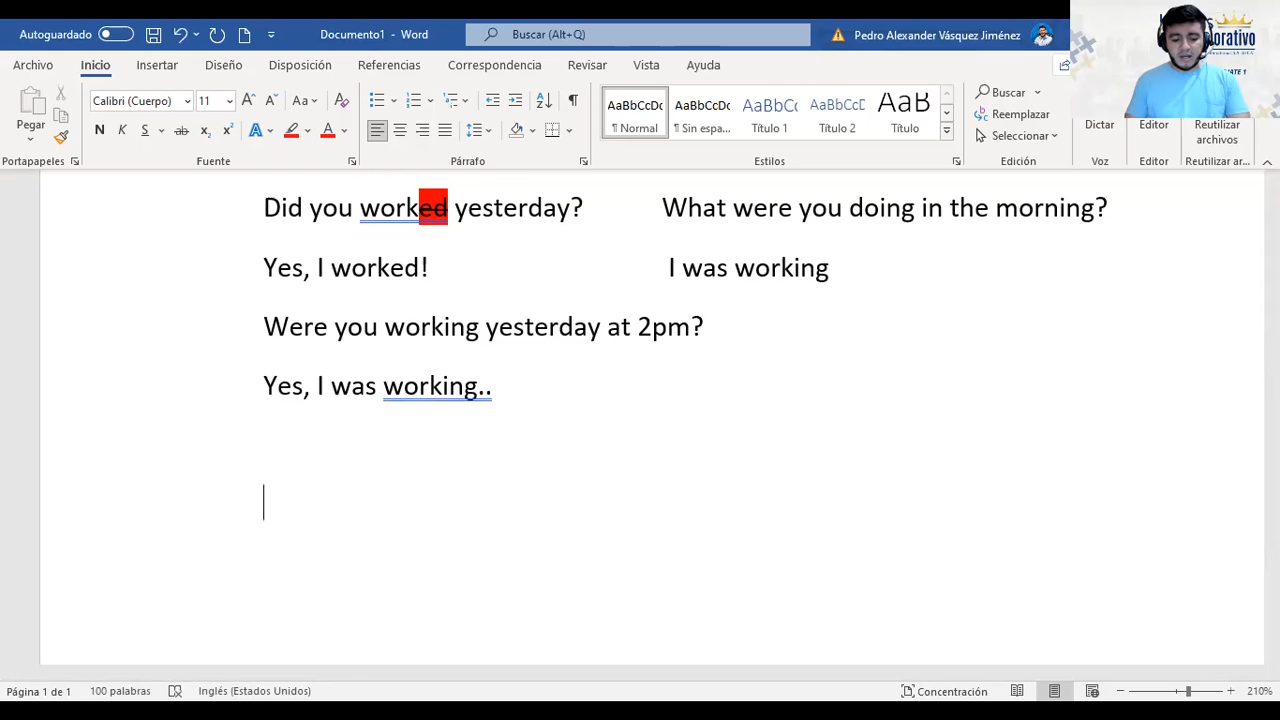 Autoguardado
Documento1 - Word
Buscar (Alt+Q)
Pedro Alexander Vásquez Jiménez
Archivo Inicio Insertar Diseño Disposición Referencias Correspondencia Revisar Vista Ayuda
Pegar
Calibri (Cuerpo) 11
N K S ab x₂ x²
AaBbCcDc AaBbCcDc AaBbCc AaBbCcD AaB
¶ Normal ¶ Sin espa... Título 1 Título 2 Título
Buscar
Reemplazar
Seleccionar
Dictar Editor Reutilizar archivos
Portapapeles Fuente Párrafo Estilos Edición Voz Editor Reutilizar ar...
Did you worked yesterday? What were you doing in the morning?
Yes, I worked! I was working
Were you working yesterday at 2pm?
Yes, I was working..
Página 1 de 1 100 palabras Inglés (Estados Unidos) Concentración 210%